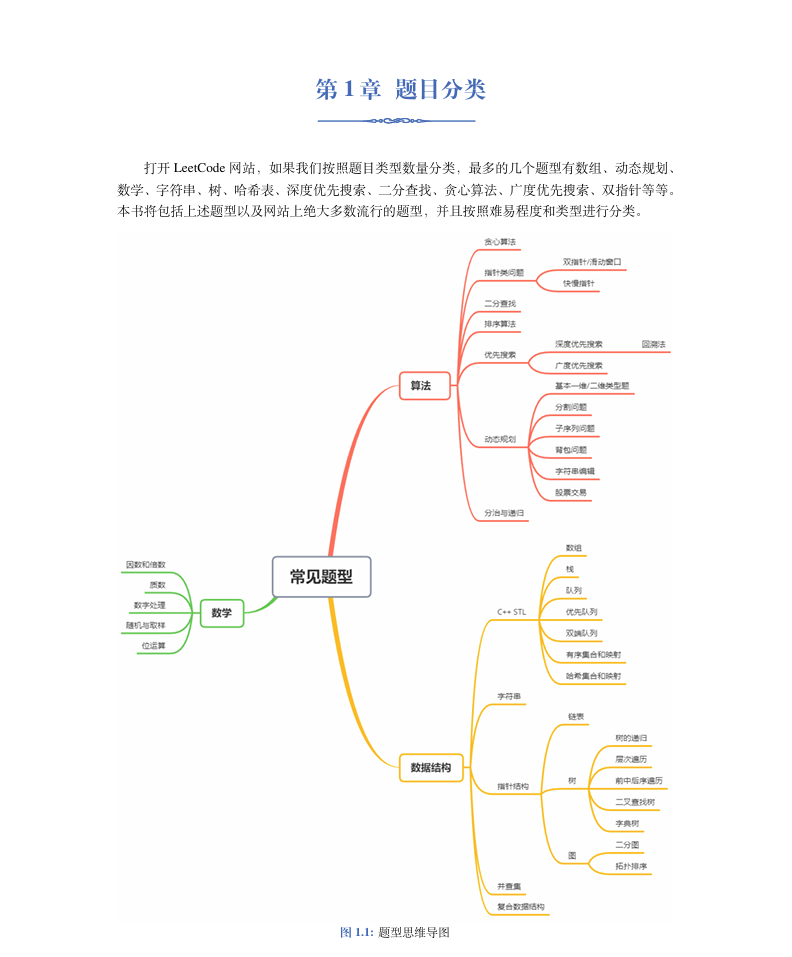 第 1 章 题目分类
打开 LeetCode 网站，如果我们按照题目类型数量分类，最多的几个题型有数组、动态规划、
数学、字符串、树、哈希表、深度优先搜索、二分查找、贪心算法、广度优先搜索、双指针等等。
本书将包括上述题型以及网站上绝大多数流行的题型，并且按照难易程度和类型进行分类。
贪心算法
指针类问题
双指针/滑动窗口
快慢指针
二分查找
排序算法
优先搜索
深度优先搜索
回溯法
广度优先搜索
算法
基本一维/二维类型题
分割问题
子序列问题
动态规划
背包问题
字符串编辑
股票交易
分治与递归
常见题型
数学
因数和倍数
质数
数字处理
随机与取样
位运算
数据结构
C++ STL
数组
栈
队列
优先队列
双端队列
有序集合和映射
哈希集合和映射
字符串
指针结构
链表
树
树的递归
层次遍历
前中后序遍历
二叉查找树
字典树
图
二分图
拓扑排序
并查集
复合数据结构
图 1.1: 题型思维导图